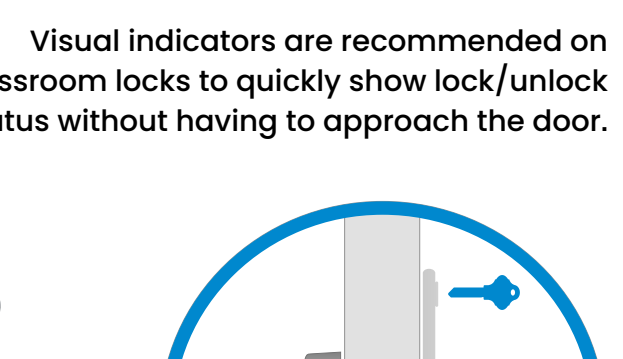 Visual indicators are recommended on
ssroom locks to quickly show lock/unlock
tus without having to approach the door.